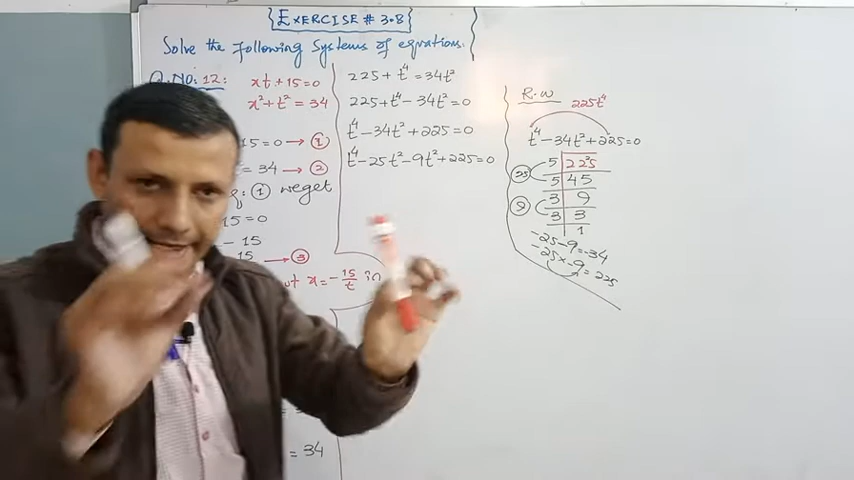 EXERCISE # 3.8
Solve the Following Systems of equations.
Q.NO: 12: xt + 15 = 0
x² + t² = 34
15 = 0 → ①
= 34 → ②
① we get
15 = 0
- 15
15 → ③
x = - 15/t in
= 34
225 + t⁴ = 34t²
225 + t⁴ - 34t² = 0
t⁴ - 34t² + 225 = 0
t⁴ - 25t² - 9t² + 225 = 0
R.W
225t⁴
t⁴ - 34t² + 225 = 0
5 | 225
25 5 | 45
3 | 9
9 3 | 3
1
-25 - 9 = -34
-25 × -9 = 225